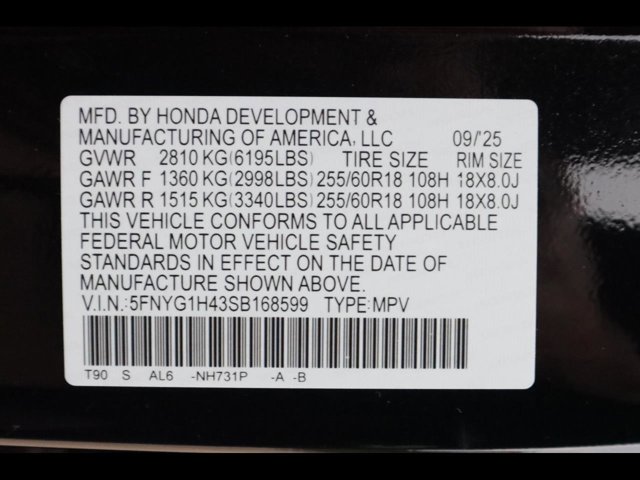 MFD. BY HONDA DEVELOPMENT &
MANUFACTURING OF AMERICA, LLC 09/'25
GVWR 2810 KG(6195LBS) TIRE SIZE RIM SIZE
GAWR F 1360 KG(2998LBS) 255/60R18 108H 18X8.0J
GAWR R 1515 KG(3340LBS) 255/60R18 108H 18X8.0J
THIS VEHICLE CONFORMS TO ALL APPLICABLE
FEDERAL MOTOR VEHICLE SAFETY
STANDARDS IN EFFECT ON THE DATE OF
MANUFACTURE SHOWN ABOVE.
V.I.N.:5FNYG1H43SB168599 TYPE:MPV
T90 S AL6 -NH731P -A -B